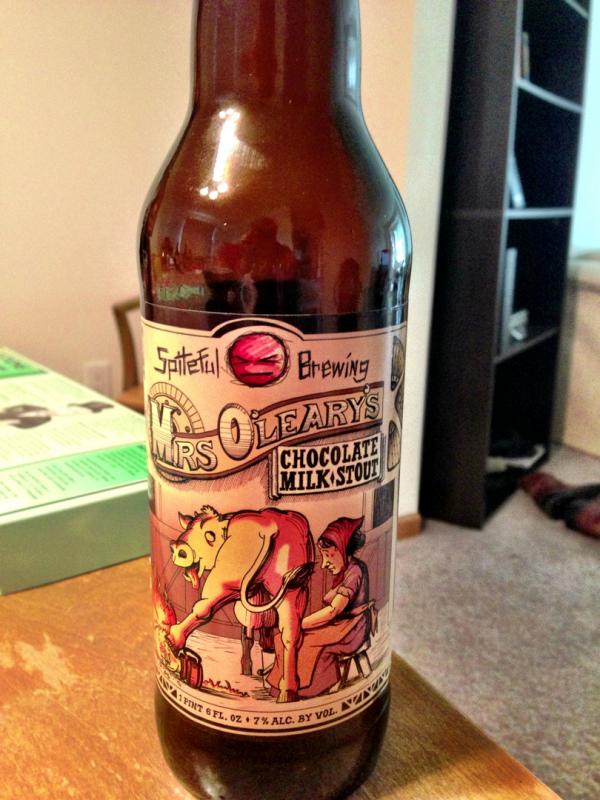 Spiteful Brewing
MRS O'LEARY'S
CHOCOLATE
MILK STOUT
1 PINT 6 FL. OZ • 7% ALC. BY VOL.